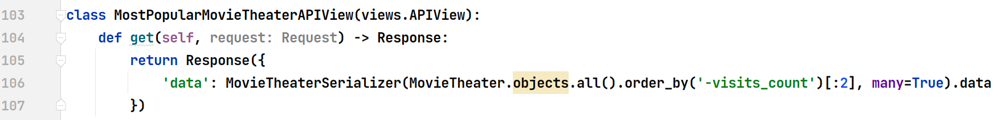 103 class MostPopularMovieTheaterAPIView(views.APIView):
104     def get(self, request: Request) -> Response:
105         return Response({
106             'data': MovieTheaterSerializer(MovieTheater.objects.all().order_by('-visits_count')[:2], many=True).data
107         })